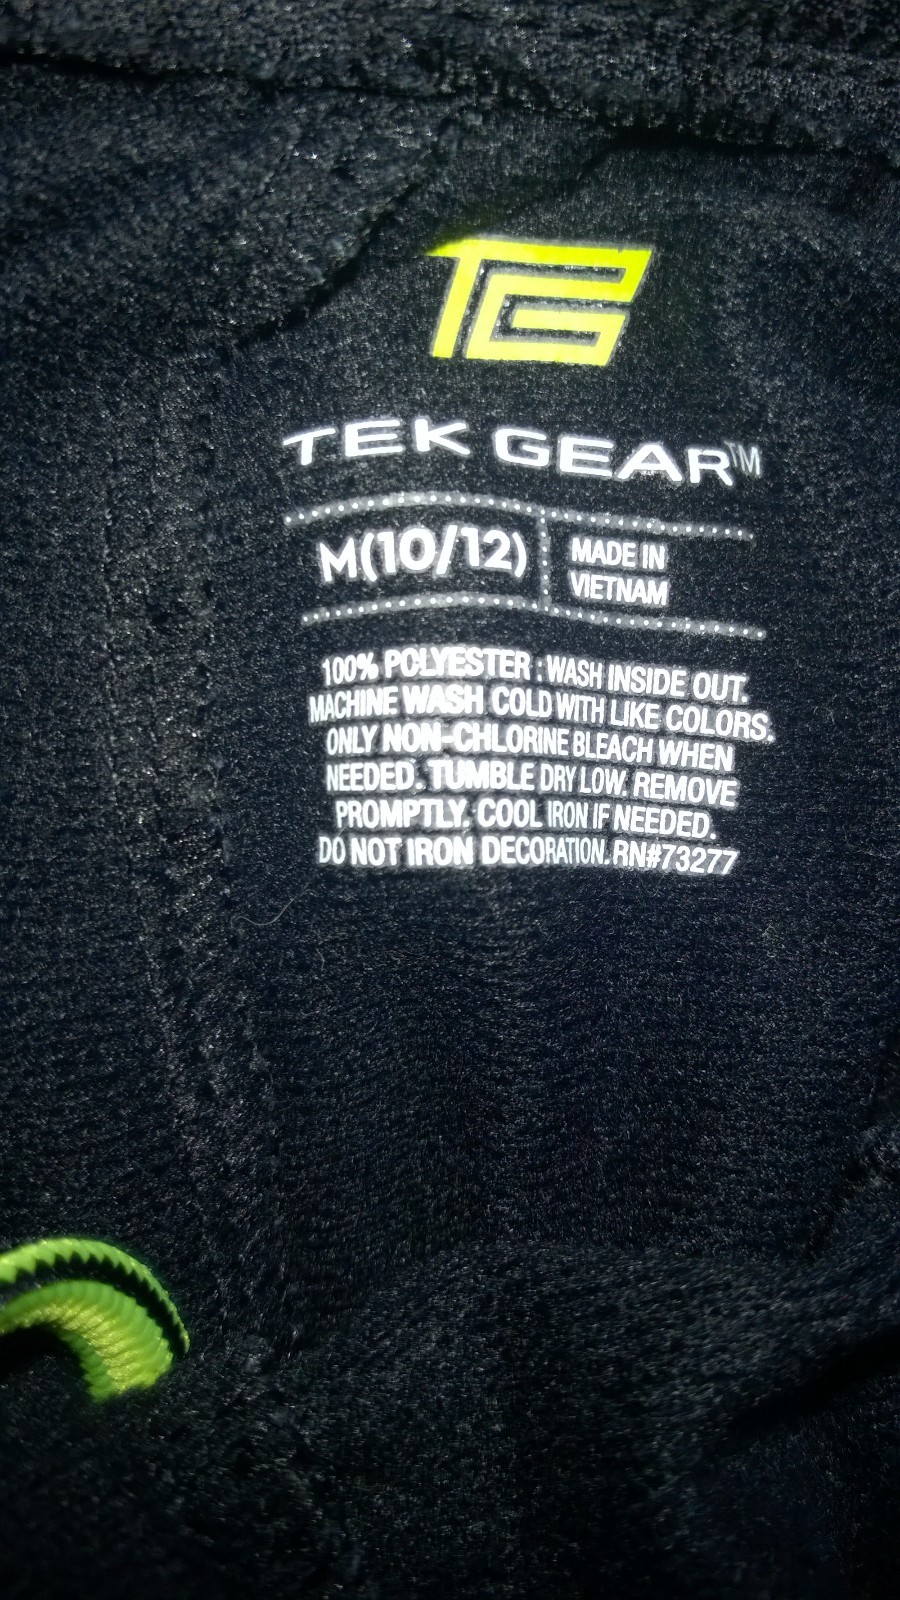 TG
TEK GEAR™
M(10/12)
MADE IN
VIETNAM
100% POLYESTER : WASH INSIDE OUT.
MACHINE WASH COLD WITH LIKE COLORS.
ONLY NON-CHLORINE BLEACH WHEN
NEEDED. TUMBLE DRY LOW. REMOVE
PROMPTLY. COOL IRON IF NEEDED.
DO NOT IRON DECORATION. RN#73277